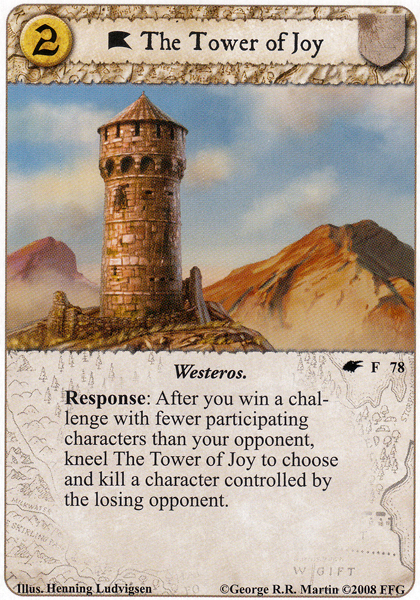 2
The Tower of Joy
Westeros.
F 78
Response: After you win a chal-
lenge with fewer participating
characters than your opponent,
kneel The Tower of Joy to choose
and kill a character controlled by
the losing opponent.
W GIFT
Illus. Henning Ludvigsen
©George R.R. Martin ©2008 FFG